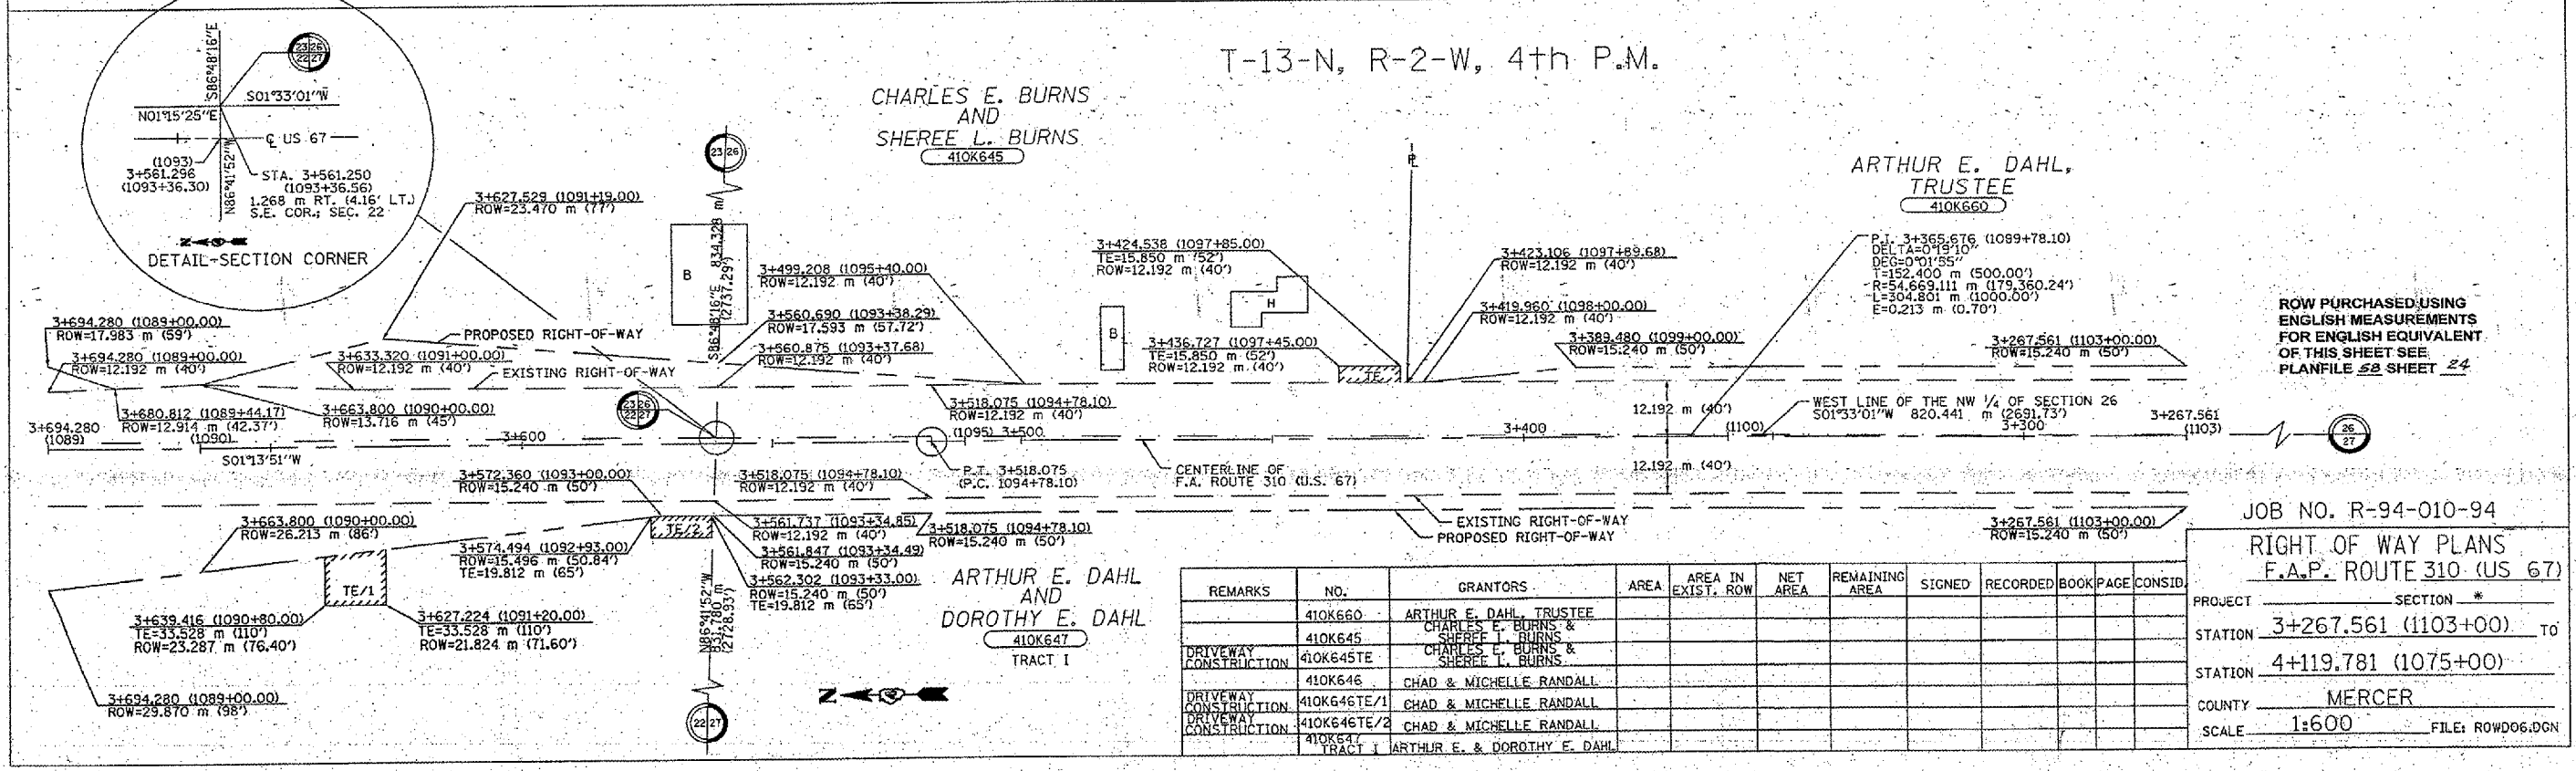 T-13-N, R-2-W, 4th P.M.
23 26
22 27
S86°48'16"E
S01°33'01"W
N01°15'25"E
℄ US 67
(1093)
3+561.296
(1093+36.30)
N86°41'52"W
STA. 3+561.250
(1093+36.56)
1.268 m RT. (4.16' LT.)
S.E. COR.; SEC. 22
Z
DETAIL-SECTION CORNER
CHARLES E. BURNS
AND
SHEREE L. BURNS
410K645
23 26
3+627.529 (1091+19.00)
ROW=23.470 m (77')
B
S86°48'16"E 834.328 m
(2737.29')
3+499.208 (1095+40.00)
ROW=12.192 m (40')
3+560.690 (1093+38.29)
ROW=17.593 m (57.72')
3+560.875 (1093+37.68)
ROW=12.192 m (40')
3+424.538 (1097+85.00)
TE=15.850 m (52')
ROW=12.192 m (40')
B
H
3+436.727 (1097+45.00)
TE=15.850 m (52')
ROW=12.192 m (40')
TE
PL
3+423.106 (1097+89.68)
ROW=12.192 m (40')
3+419.960 (1098+00.00)
ROW=12.192 m (40')
ARTHUR E. DAHL,
TRUSTEE
410K660
P.I. 3+365.676 (1099+78.10)
DELTA=0°19'10"
DEG=0°01'55"
T=152.400 m (500.00')
R=54,669.111 m (179,360.24')
L=304.801 m (1000.00')
E=0.213 m (0.70')
3+389.480 (1099+00.00)
ROW=15.240 m (50')
3+267.561 (1103+00.00)
ROW=15.240 m (50')
ROW PURCHASED USING
ENGLISH MEASUREMENTS
FOR ENGLISH EQUIVALENT
OF THIS SHEET SEE
PLANFILE 58 SHEET 24
3+694.280 (1089+00.00)
ROW=17.983 m (59')
3+694.280 (1089+00.00)
ROW=12.192 m (40')
PROPOSED RIGHT-OF-WAY
3+633.320 (1091+00.00)
ROW=12.192 m (40')
EXISTING RIGHT-OF-WAY
3+680.812 (1089+44.17)
ROW=12.914 m (42.37')
3+663.800 (1090+00.00)
ROW=13.716 m (45')
23 26
22 27
3+518.075 (1094+78.10)
ROW=12.192 m (40')
12.192 m (40')
WEST LINE OF THE NW 1/4 OF SECTION 26
S01°33'01"W 820.441 m (2691.73')
3+694.280
(1089)
(1090)
3+600
(1095) 3+500
3+400
(1100)
3+300
3+267.561
(1103)
26
27
S01°13'51"W
P.T. 3+518.075
(P.C. 1094+78.10)
CENTERLINE OF
F.A. ROUTE 310 (U.S. 67)
12.192 m (40')
3+572.360 (1093+00.00)
ROW=15.240 m (50')
3+518.075 (1094+78.10)
ROW=12.192 m (40')
3+663.800 (1090+00.00)
ROW=26.213 m (86')
3+574.494 (1092+93.00)
ROW=15.496 m (50.84')
TE=19.812 m (65')
TE/2
3+561.737 (1093+34.85)
ROW=12.192 m (40')
3+561.847 (1093+34.49)
ROW=15.240 m (50')
3+562.302 (1093+33.00)
ROW=15.240 m (50')
TE=19.812 m (65')
3+518.075 (1094+78.10)
ROW=15.240 m (50')
EXISTING RIGHT-OF-WAY
PROPOSED RIGHT-OF-WAY
3+267.561 (1103+00.00)
ROW=15.240 m (50')
TE/1
3+639.416 (1090+80.00)
TE=33.528 m (110')
ROW=23.287 m (76.40')
3+627.224 (1091+20.00)
TE=33.528 m (110')
ROW=21.824 m (71.60')
3+694.280 (1089+00.00)
ROW=29.870 m (98')
N86°41'52"W
(2728.93')
22 27
Z
ARTHUR E. DAHL
AND
DOROTHY E. DAHL
410K647
TRACT I
REMARKS NO. GRANTORS AREA AREA IN EXIST. ROW NET AREA REMAINING AREA SIGNED RECORDED BOOK PAGE CONSID.
410K660 ARTHUR E. DAHL, TRUSTEE
410K645 CHARLES E. BURNS & SHEREE L. BURNS
DRIVEWAY CONSTRUCTION 410K645TE CHARLES E. BURNS & SHEREE L. BURNS
410K646 CHAD & MICHELLE RANDALL
DRIVEWAY CONSTRUCTION 410K646TE/1 CHAD & MICHELLE RANDALL
DRIVEWAY CONSTRUCTION 410K646TE/2 CHAD & MICHELLE RANDALL
410K647 TRACT I ARTHUR E. & DOROTHY E. DAHL
JOB NO. R-94-010-94
RIGHT OF WAY PLANS
F.A.P. ROUTE 310 (US 67)
PROJECT SECTION *
STATION 3+267.561 (1103+00) TO
STATION 4+119.781 (1075+00)
COUNTY MERCER
SCALE 1:600 FILE: ROWD06.DGN